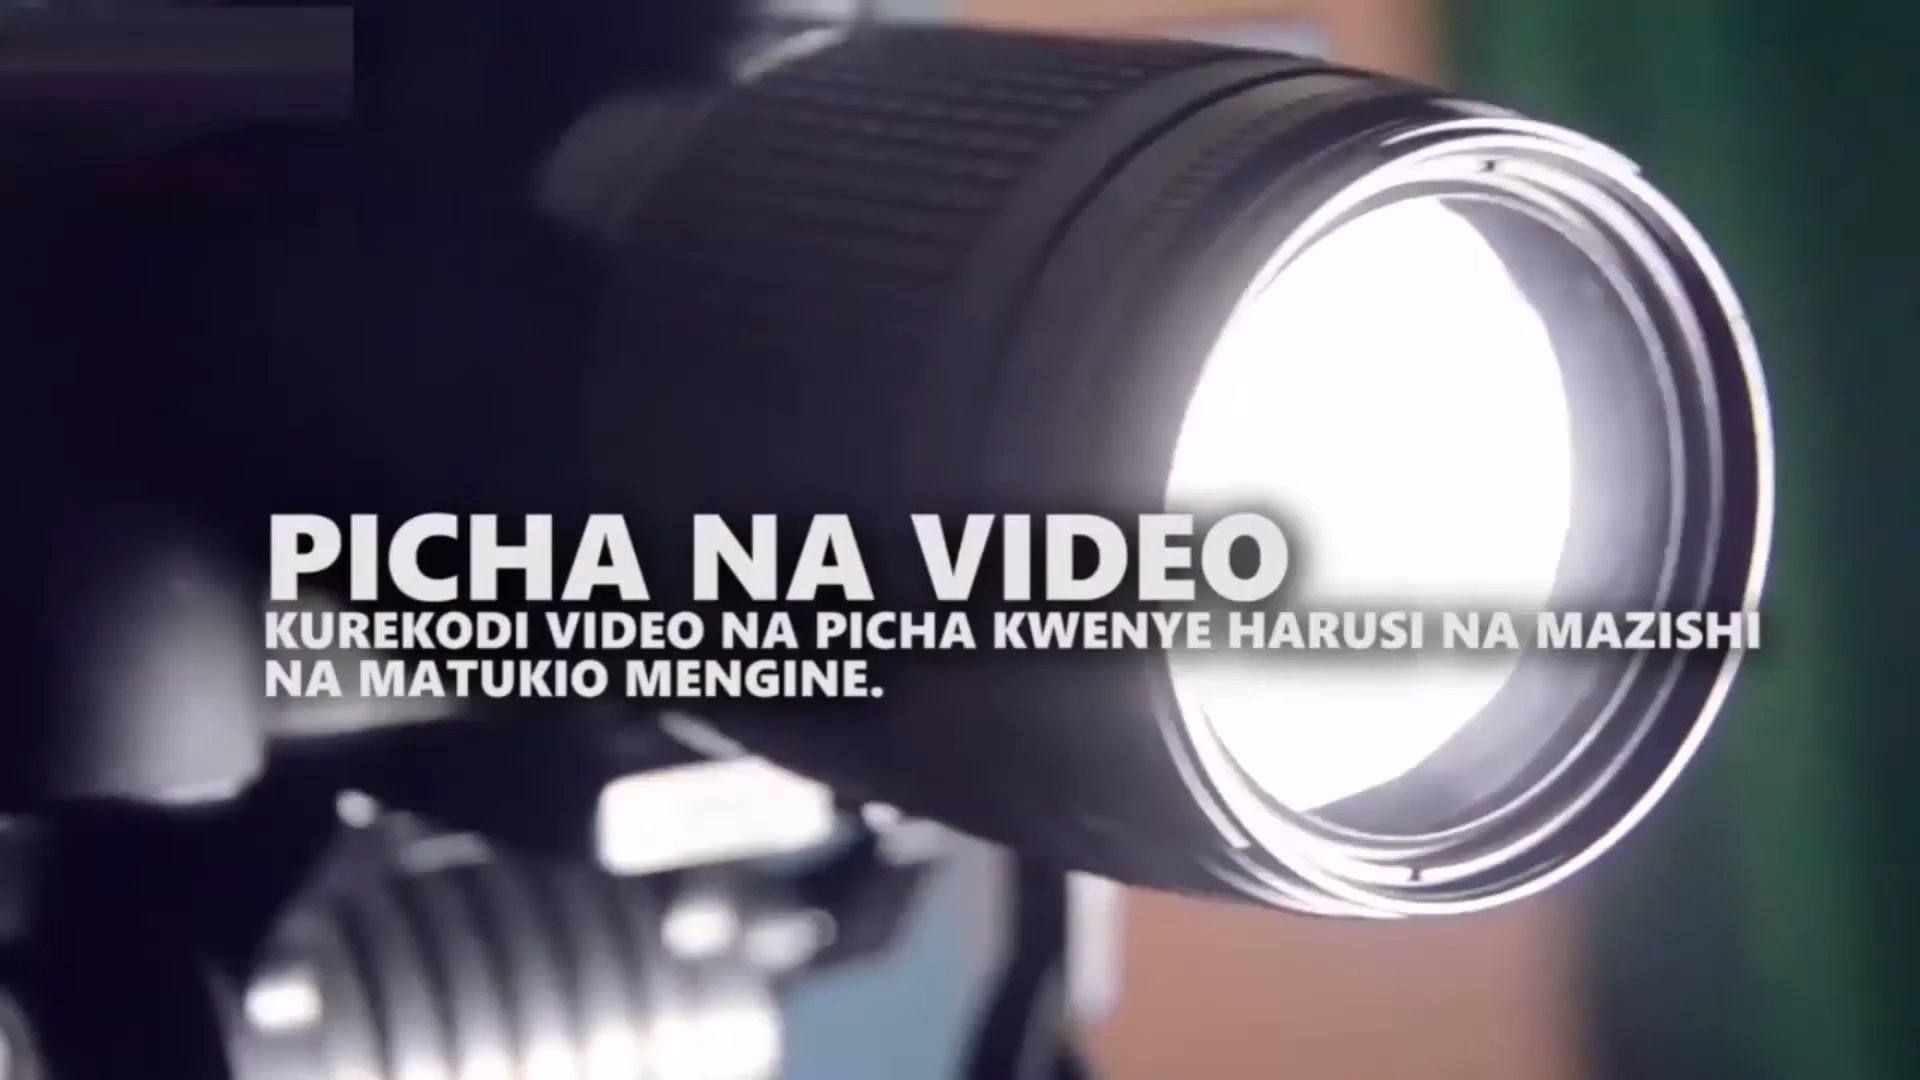 PICHA NA VIDEO
KUREKODI VIDEO NA PICHA KWENYE HARUSI NA MAZISHI
NA MATUKIO MENGINE.